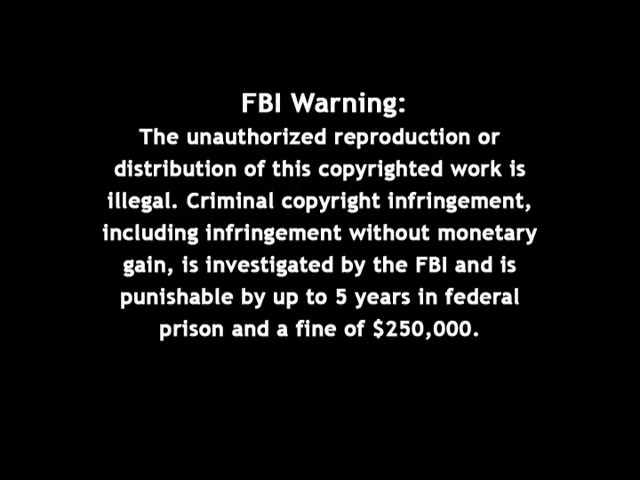 FBI Warning:
The unauthorized reproduction or
distribution of this copyrighted work is
illegal. Criminal copyright infringement,
including infringement without monetary
gain, is investigated by the FBI and is
punishable by up to 5 years in federal
prison and a fine of $250,000.